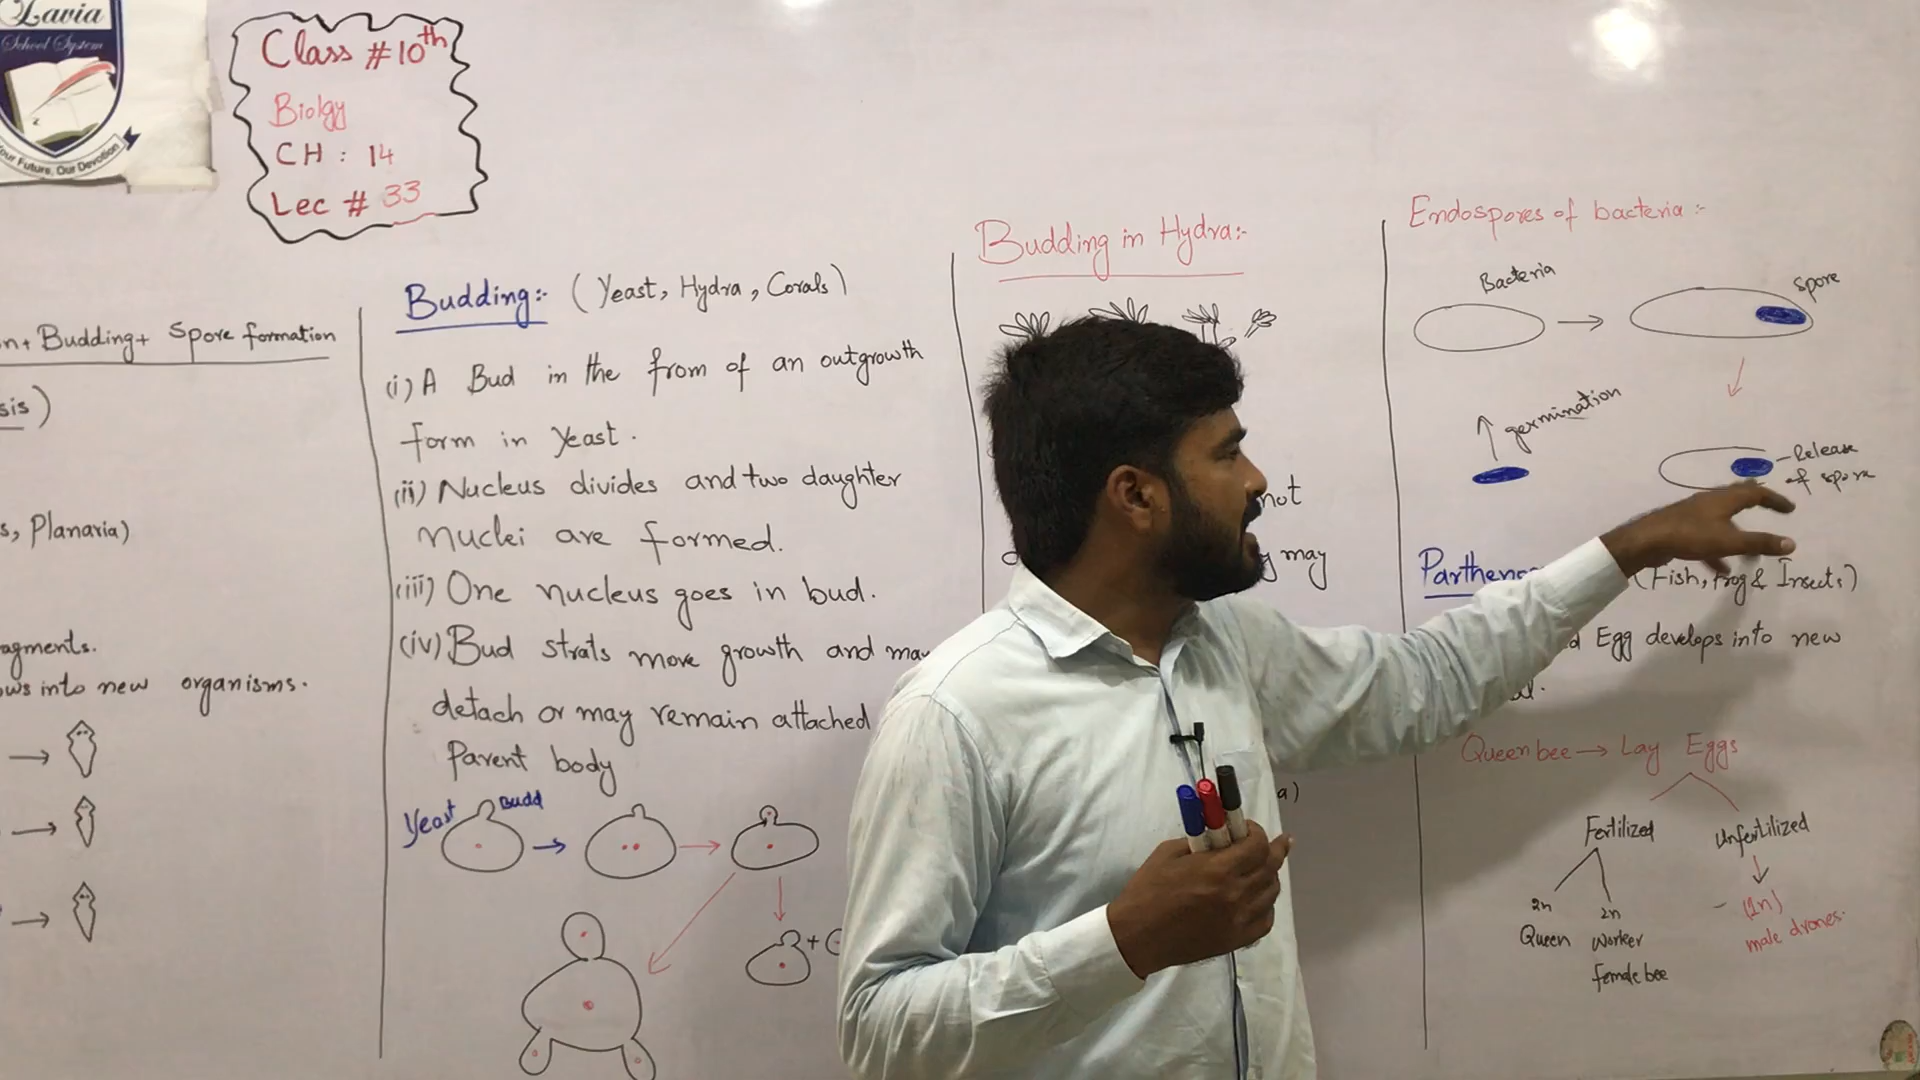 Lavia
School System
Your Future, Our Devotion
Class #10th
Biolgy
CH : 14
Lec # 33
Budding + Spore formation
sis)
s, Planaria)
agments.
ows into new organisms.
Budding:- (Yeast, Hydra, Corals)
(i) A Bud in the from of an outgrowth
form in Yeast.
(ii) Nucleus divides and two daughter
nuclei are formed.
(iii) One nucleus goes in bud.
(iv) Bud strats more growth and may
detach or may remain attached
Parent body
Yeast
Budd
+
Budding in Hydra:-
not
may
a)
Endospores of bacteria :-
Bacteria
Spore
germination
Release
of spore
(Fish, Frog & Insects)
Egg develops into new
Queen bee → Lay Eggs
Fertilized
Unfertilized
2n
Queen
2n
Worker
female bee
(1n)
male drones.